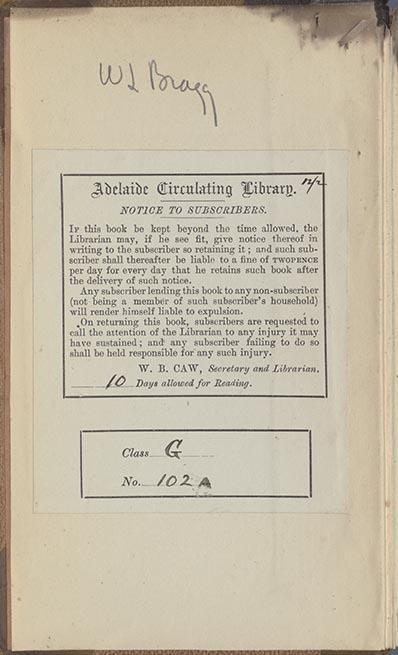 W L Bragg
Adelaide Circulating Library. 12/2
NOTICE TO SUBSCRIBERS.
IF this book be kept beyond the time allowed, the
Librarian may, if he see fit, give notice thereof in
writing to the subscriber so retaining it; and such sub-
scriber shall thereafter be liable to a fine of TWOPENCE
per day for every day that he retains such book after
the delivery of such notice.
Any subscriber lending this book to any non-subscriber
(not being a member of such subscriber's household)
will render himself liable to expulsion.
On returning this book, subscribers are requested to
call the attention of the Librarian to any injury it may
have sustained; and any subscriber failing to do so
shall be held responsible for any such injury.
W. B. CAW, Secretary and Librarian.
10 Days allowed for Reading.
Class G
No. 102 A